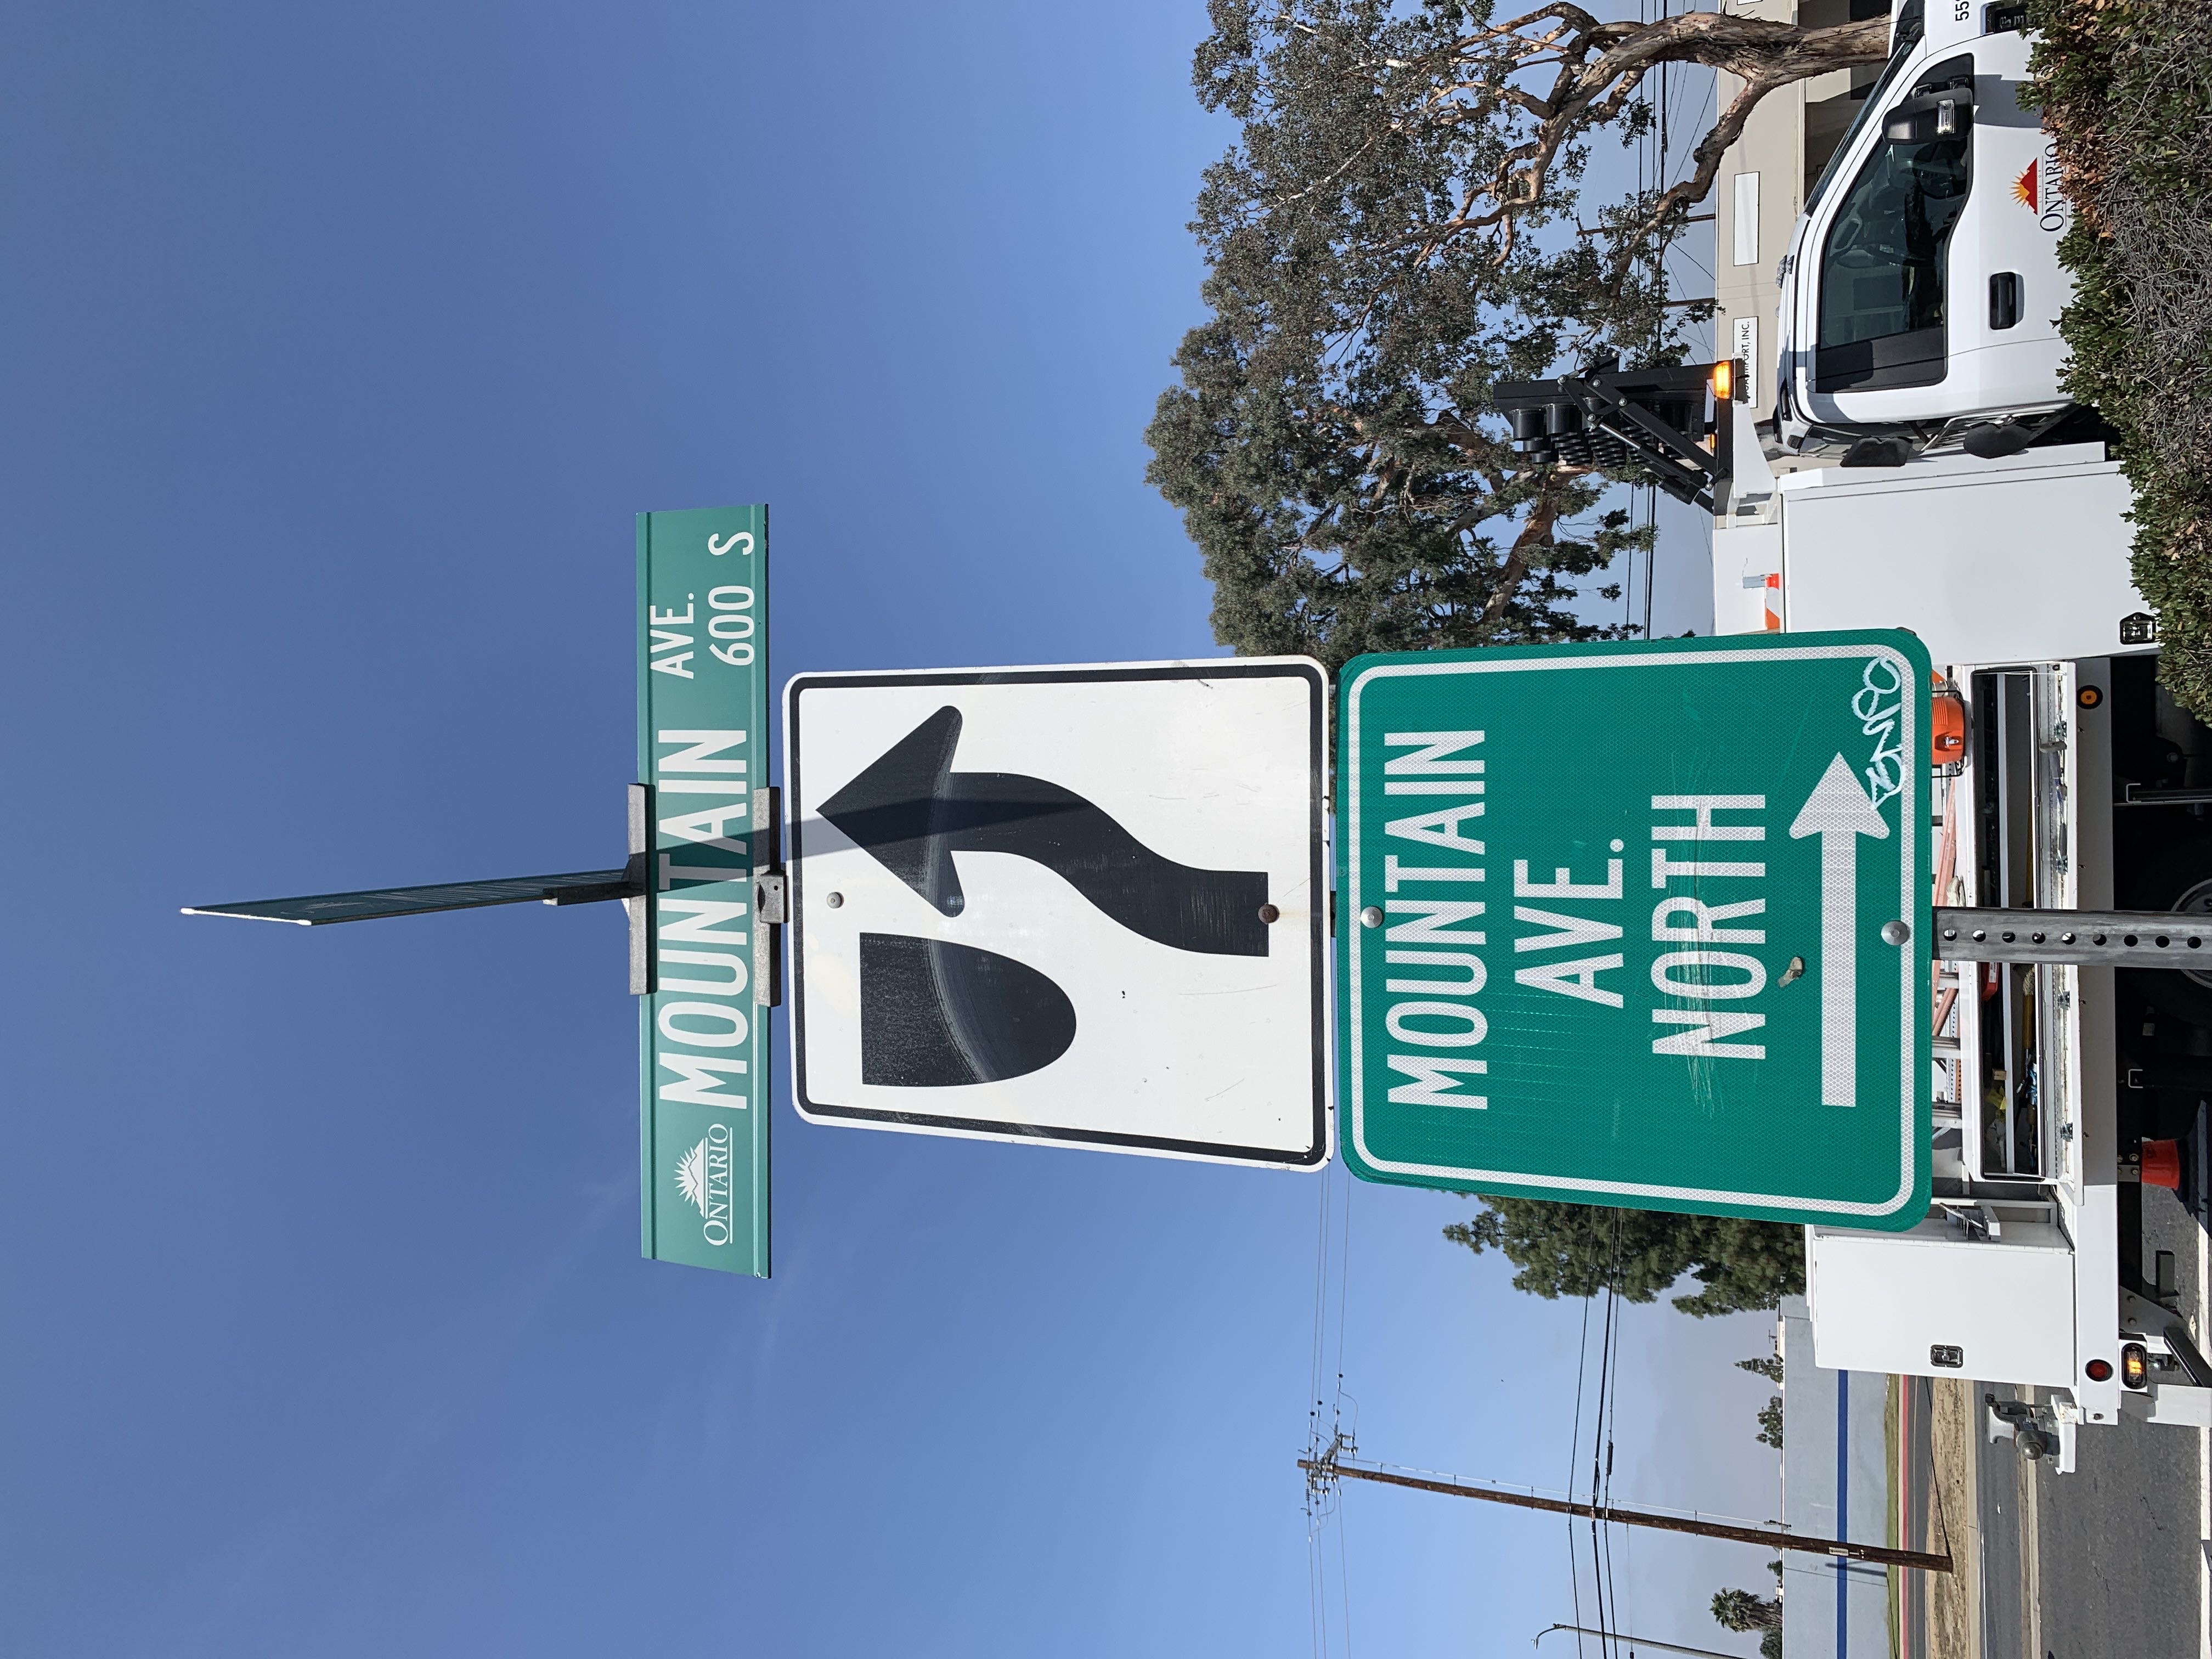 MOUNTAIN AVE.
ONTARIO 600 S
MOUNTAIN
AVE.
NORTH
ONTARIO